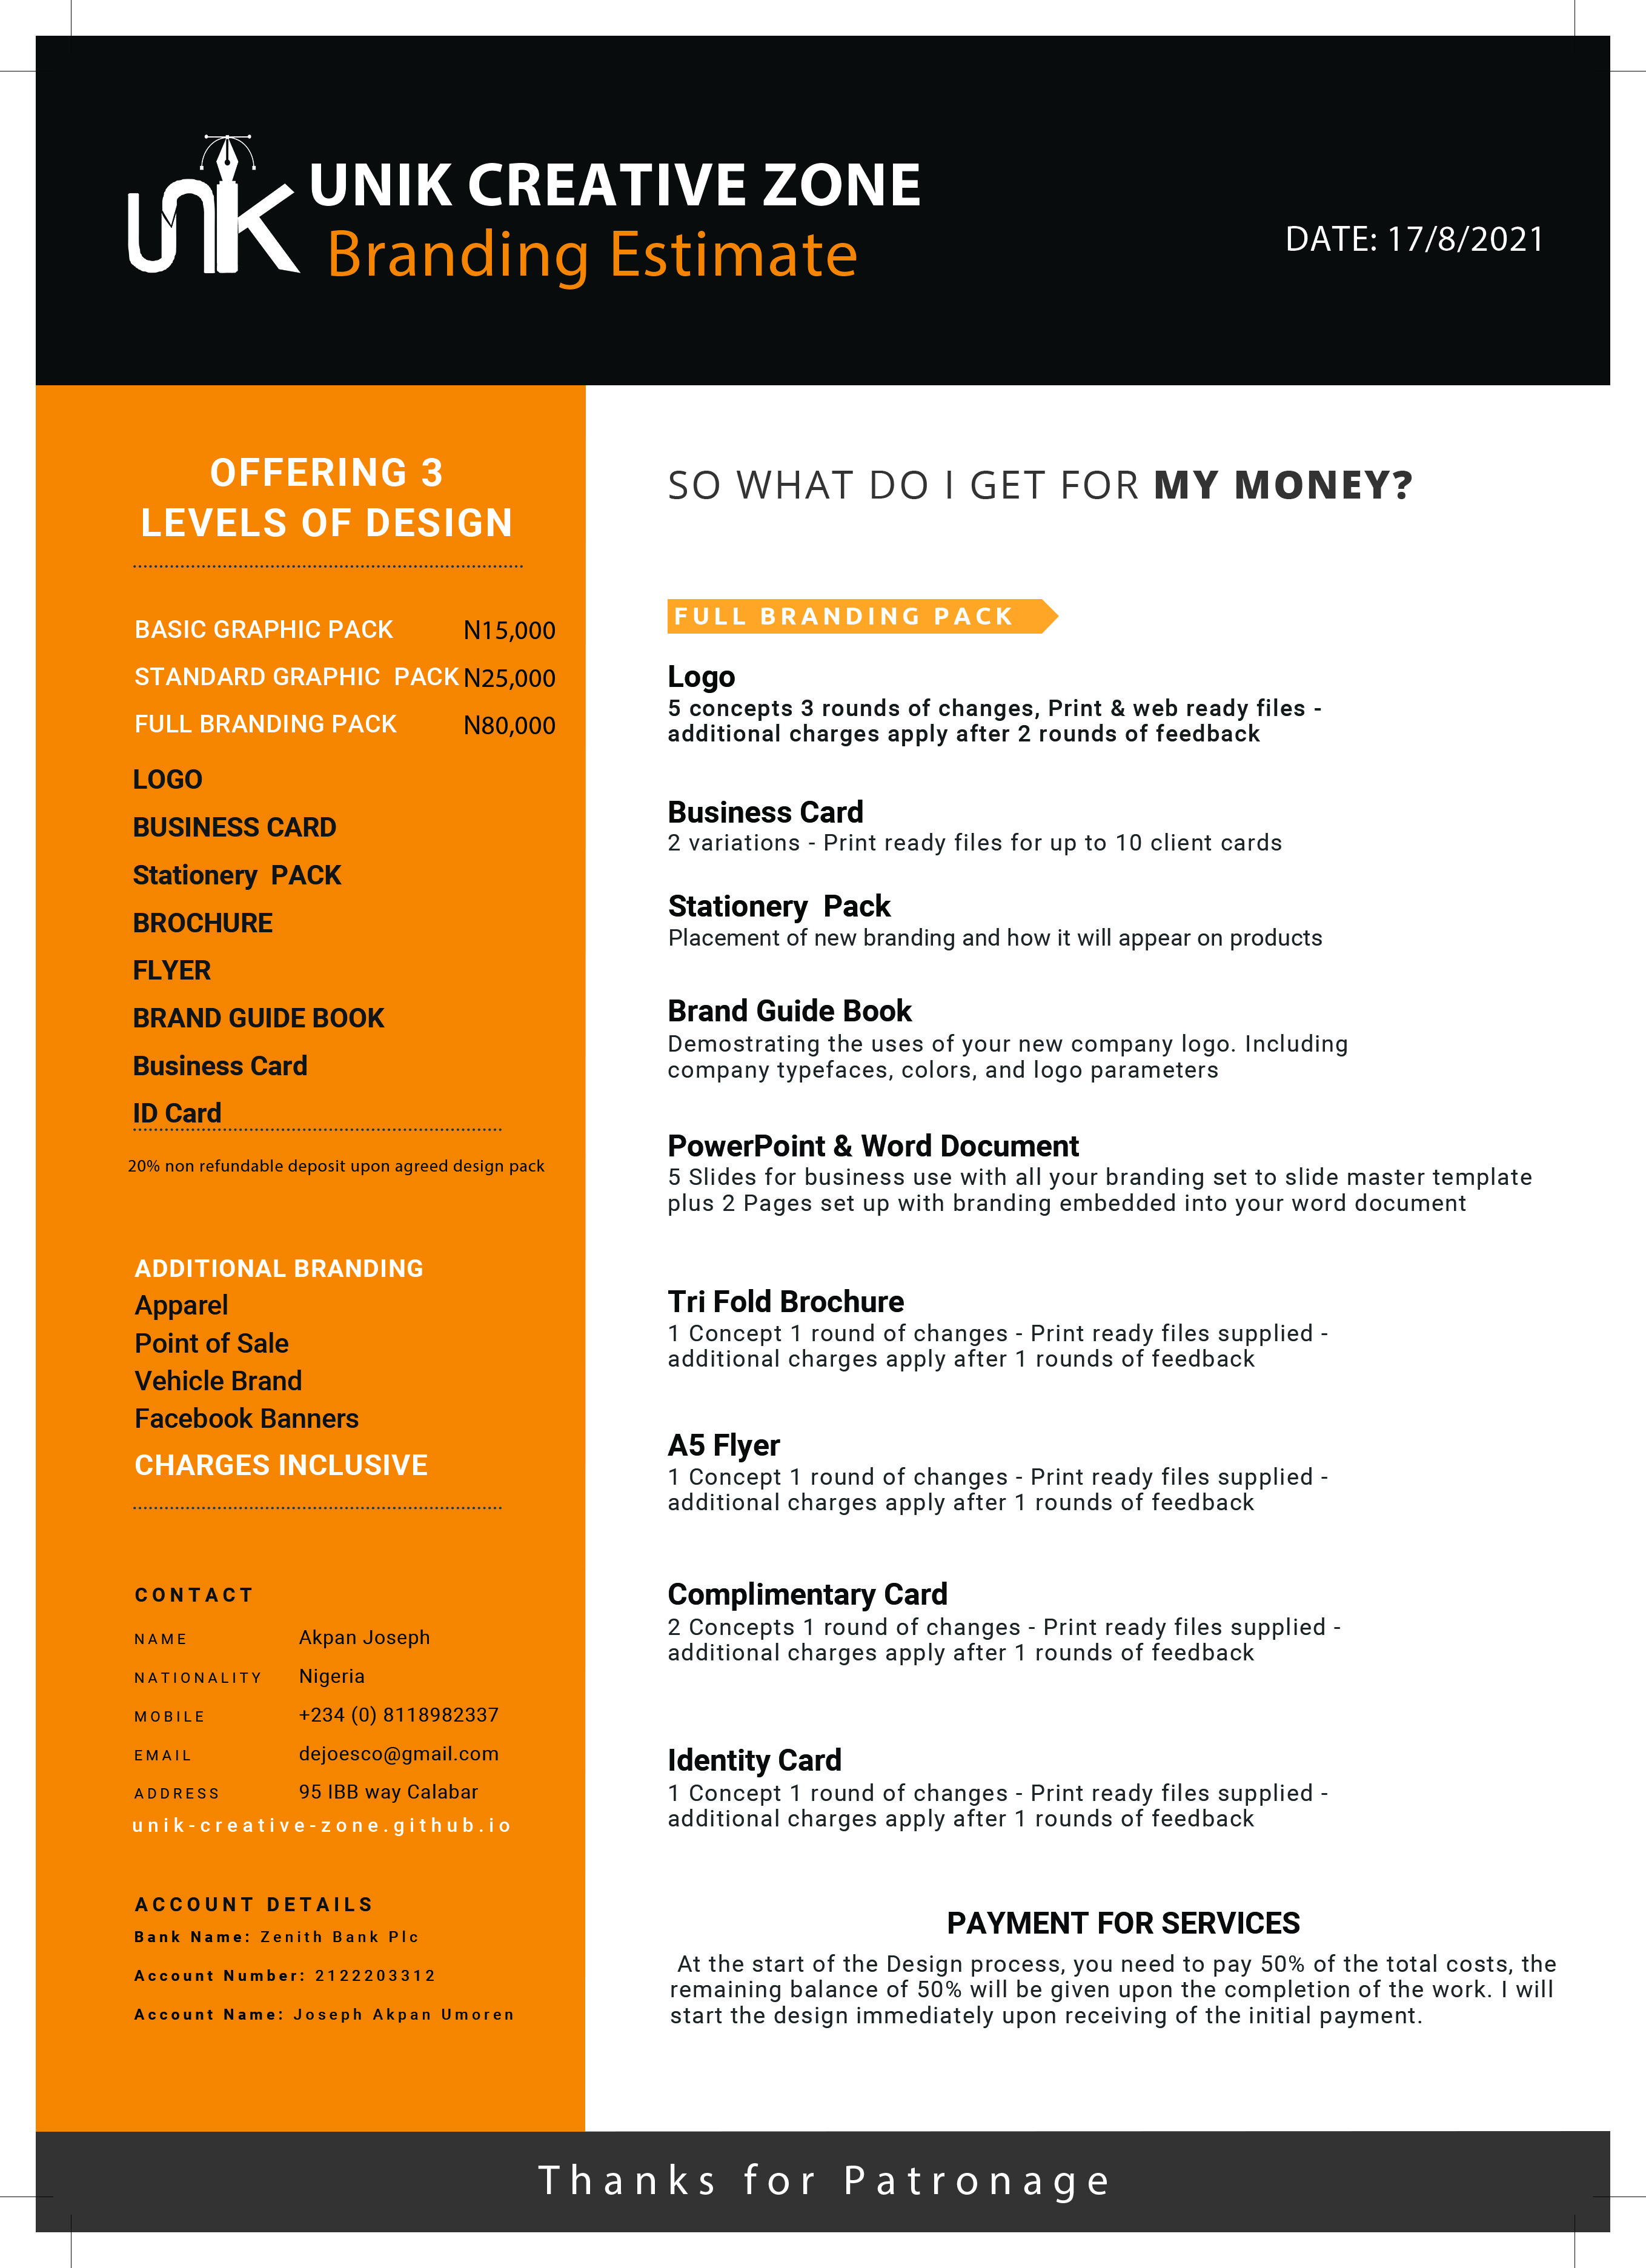 unik
UNIK CREATIVE ZONE
Branding Estimate
DATE: 17/8/2021
OFFERING 3
LEVELS OF DESIGN
BASIC GRAPHIC PACK N15,000
STANDARD GRAPHIC PACK N25,000
FULL BRANDING PACK N80,000
LOGO
BUSINESS CARD
Stationery PACK
BROCHURE
FLYER
BRAND GUIDE BOOK
Business Card
ID Card
20% non refundable deposit upon agreed design pack
ADDITIONAL BRANDING
Apparel
Point of Sale
Vehicle Brand
Facebook Banners
CHARGES INCLUSIVE
CONTACT
NAME Akpan Joseph
NATIONALITY Nigeria
MOBILE +234 (0) 8118982337
EMAIL dejoesco@gmail.com
ADDRESS 95 IBB way Calabar
unik-creative-zone.github.io
ACCOUNT DETAILS
Bank Name: Zenith Bank Plc
Account Number: 2122203312
Account Name: Joseph Akpan Umoren
SO WHAT DO I GET FOR MY MONEY?
FULL BRANDING PACK
Logo
5 concepts 3 rounds of changes, Print & web ready files -
additional charges apply after 2 rounds of feedback
Business Card
2 variations - Print ready files for up to 10 client cards
Stationery Pack
Placement of new branding and how it will appear on products
Brand Guide Book
Demostrating the uses of your new company logo. Including
company typefaces, colors, and logo parameters
PowerPoint & Word Document
5 Slides for business use with all your branding set to slide master template
plus 2 Pages set up with branding embedded into your word document
Tri Fold Brochure
1 Concept 1 round of changes - Print ready files supplied -
additional charges apply after 1 rounds of feedback
A5 Flyer
1 Concept 1 round of changes - Print ready files supplied -
additional charges apply after 1 rounds of feedback
Complimentary Card
2 Concepts 1 round of changes - Print ready files supplied -
additional charges apply after 1 rounds of feedback
Identity Card
1 Concept 1 round of changes - Print ready files supplied -
additional charges apply after 1 rounds of feedback
PAYMENT FOR SERVICES
At the start of the Design process, you need to pay 50% of the total costs, the
remaining balance of 50% will be given upon the completion of the work. I will
start the design immediately upon receiving of the initial payment.
Thanks for Patronage